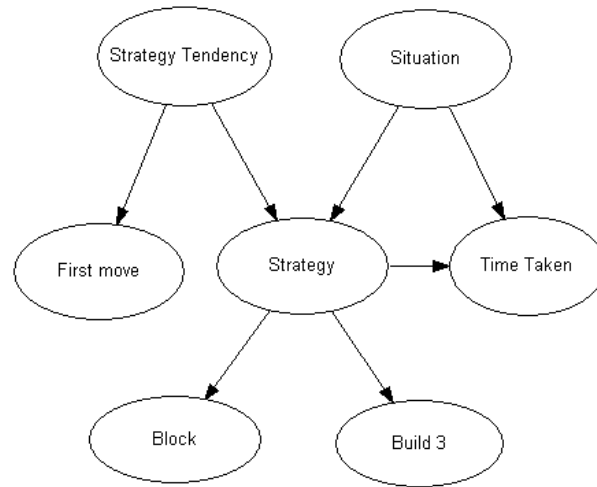 Strategy Tendency
Situation
First move
Strategy
Time Taken
Block
Build 3